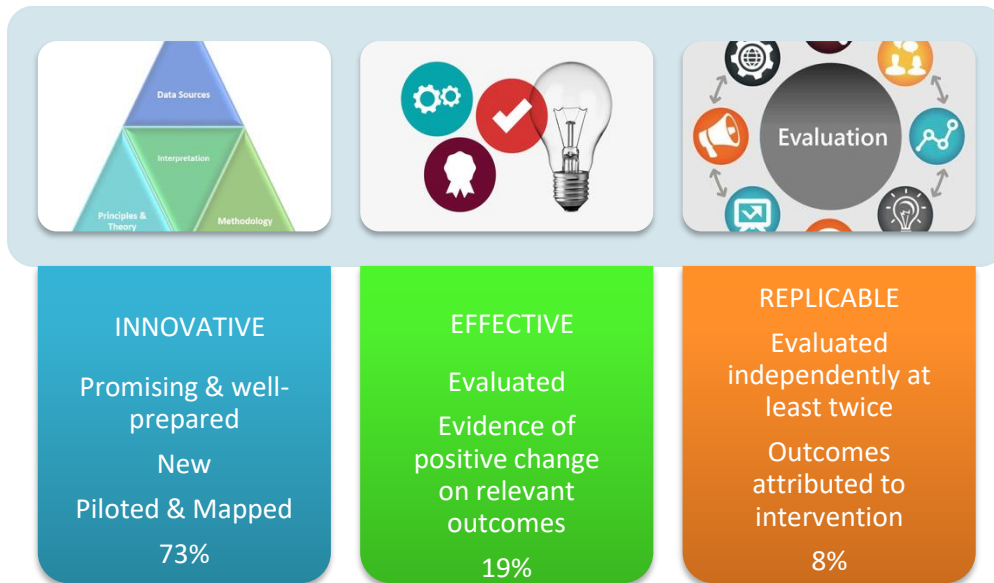 Data Sources
Interpretation
Principles &
Theory
Methodology
Evaluation
INNOVATIVE
Promising & well-
prepared
New
Piloted & Mapped
73%
EFFECTIVE
Evaluated
Evidence of
positive change
on relevant
outcomes
19%
REPLICABLE
Evaluated
independently at
least twice
Outcomes
attributed to
intervention
8%